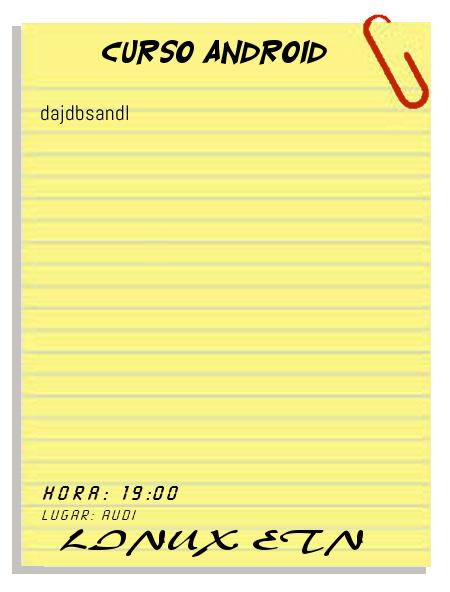 CURSO ANDROID
dajdbsandl
HORA: 19:00
LUGAR: AUDI
LINUX ETN